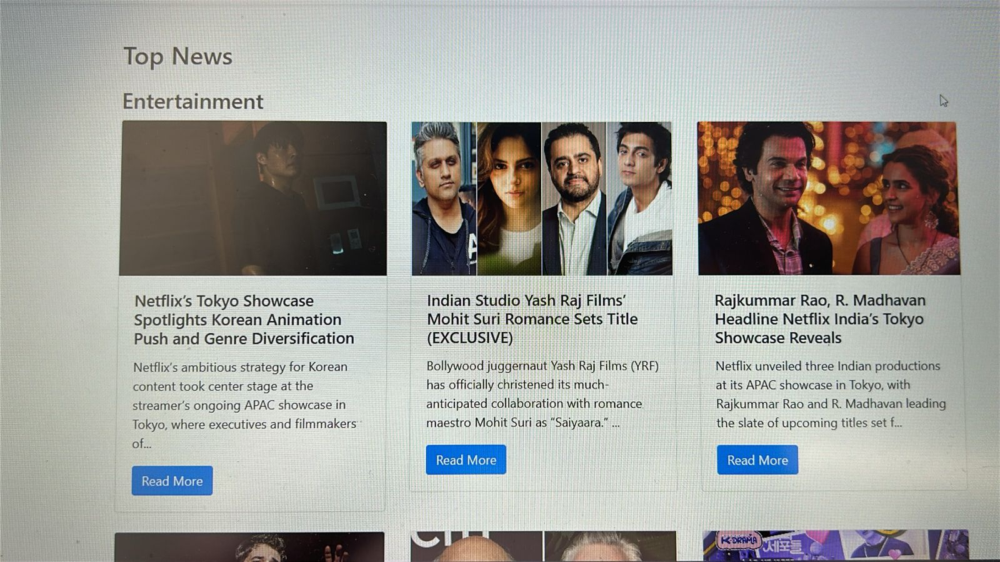 Top News
Entertainment
Netflix’s Tokyo Showcase
Spotlights Korean Animation
Push and Genre Diversification
Netflix’s ambitious strategy for Korean
content took center stage at the
streamer’s ongoing APAC showcase in
Tokyo, where executives and filmmakers
of...
Read More
A
Indian Studio Yash Raj Films’
Mohit Suri Romance Sets Title
(EXCLUSIVE)
Bollywood juggernaut Yash Raj Films (YRF)
has officially christened its much-
anticipated collaboration with romance
maestro Mohit Suri as “Saiyaara.” ...
Read More
Rajkummar Rao, R. Madhavan
Headline Netflix India’s Tokyo
Showcase Reveals
Netflix unveiled three Indian productions
at its APAC showcase in Tokyo, with
Rajkummar Rao and R. Madhavan leading
the slate of upcoming titles set f...
Read More
K-DRAMA
세포들